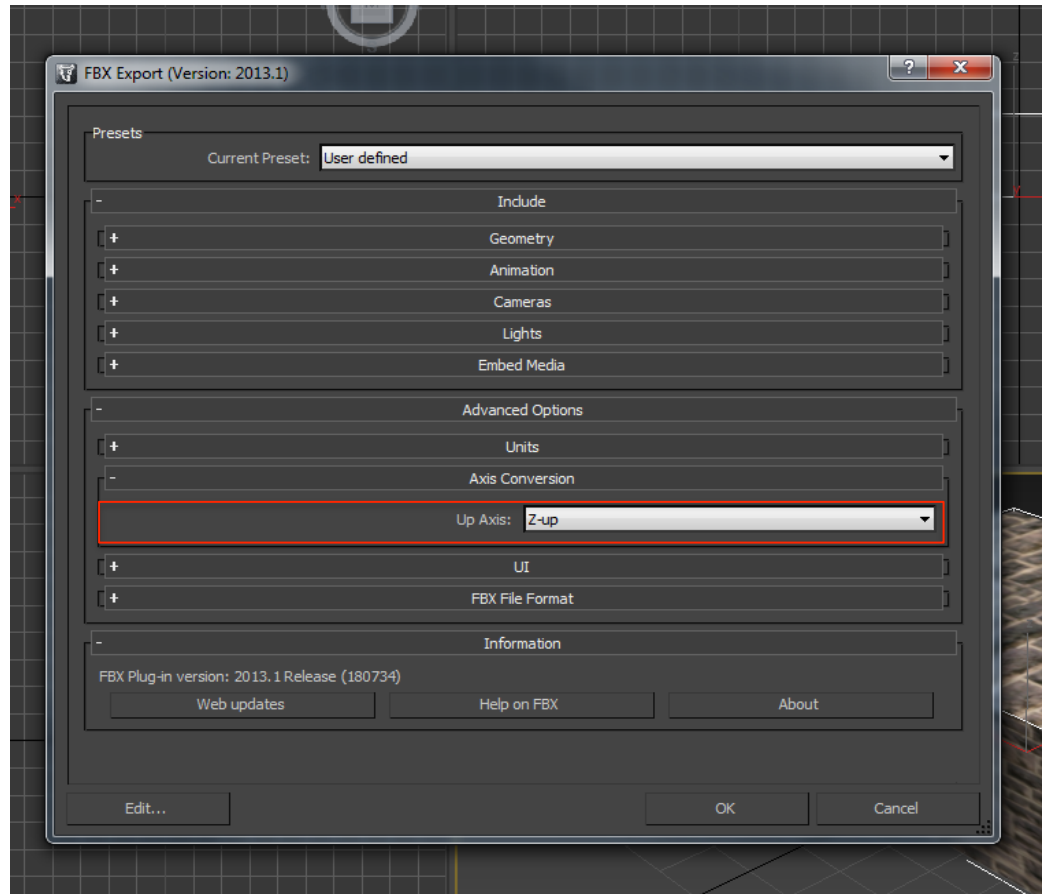 FBX Export (Version: 2013.1)
?
Presets
Current Preset: User defined
- Include
+ Geometry
+ Animation
+ Cameras
+ Lights
+ Embed Media
- Advanced Options
+ Units
- Axis Conversion
Up Axis: Z-up
+ UI
+ FBX File Format
- Information
FBX Plug-in version: 2013.1 Release (180734)
Web updates Help on FBX About
Edit... OK Cancel